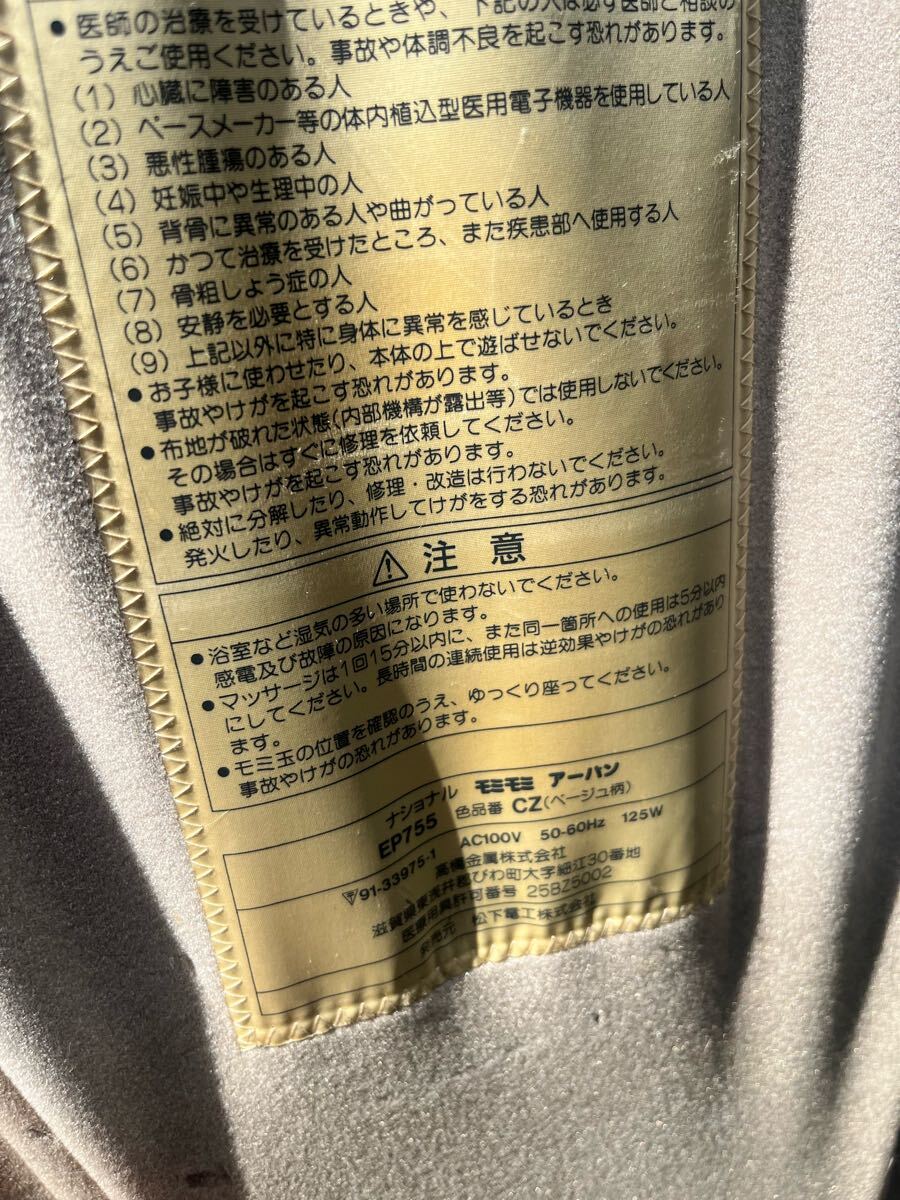 ●医師の治療を受けているときや、下記の人は必ず医師と相談の
うえご使用ください。事故や体調不良を起こす恐れがあります。
(1) 心臓に障害のある人
(2) ペースメーカー等の体内植込型医用電子機器を使用している人
(3) 悪性腫瘍のある人
(4) 妊娠中や生理中の人
(5) 背骨に異常のある人や曲がっている人
(6) かつて治療を受けたところ、また疾患部へ使用する人
(7) 骨粗しょう症の人
(8) 安静を必要とする人
(9) 上記以外に特に身体に異常を感じているとき
●お子様に使わせたり、本体の上で遊ばせないでください。
事故やけがを起こす恐れがあります。
●布地が破れた状態(内部機構が露出等)では使用しないでください。
その場合はすぐに修理を依頼してください。
事故やけがを起こす恐れがあります。
●絶対に分解したり、修理・改造は行わないでください。
発火したり、異常動作してけがをする恐れがあります。
⚠ 注意
●浴室など湿気の多い場所で使わないでください。
感電及び故障の原因になります。
●マッサージは1回15分以内に、また同一箇所への使用は5分以内
にしてください。長時間の連続使用は逆効果やけがの恐れがあり
ます。
●モミ玉の位置を確認のうえ、ゆっくり座ってください。
事故やけがの恐れがあります。
ナショナル モミモミ アーバン
EP755 色品番 CZ(ベージュ柄)
AC100V 50-60Hz 125W
91-33975-1 高橋金属株式会社
滋賀県東浅井郡びわ町大字細江30番地
医療用具許可番号 25BZ5002
発売元 松下電工株式会社